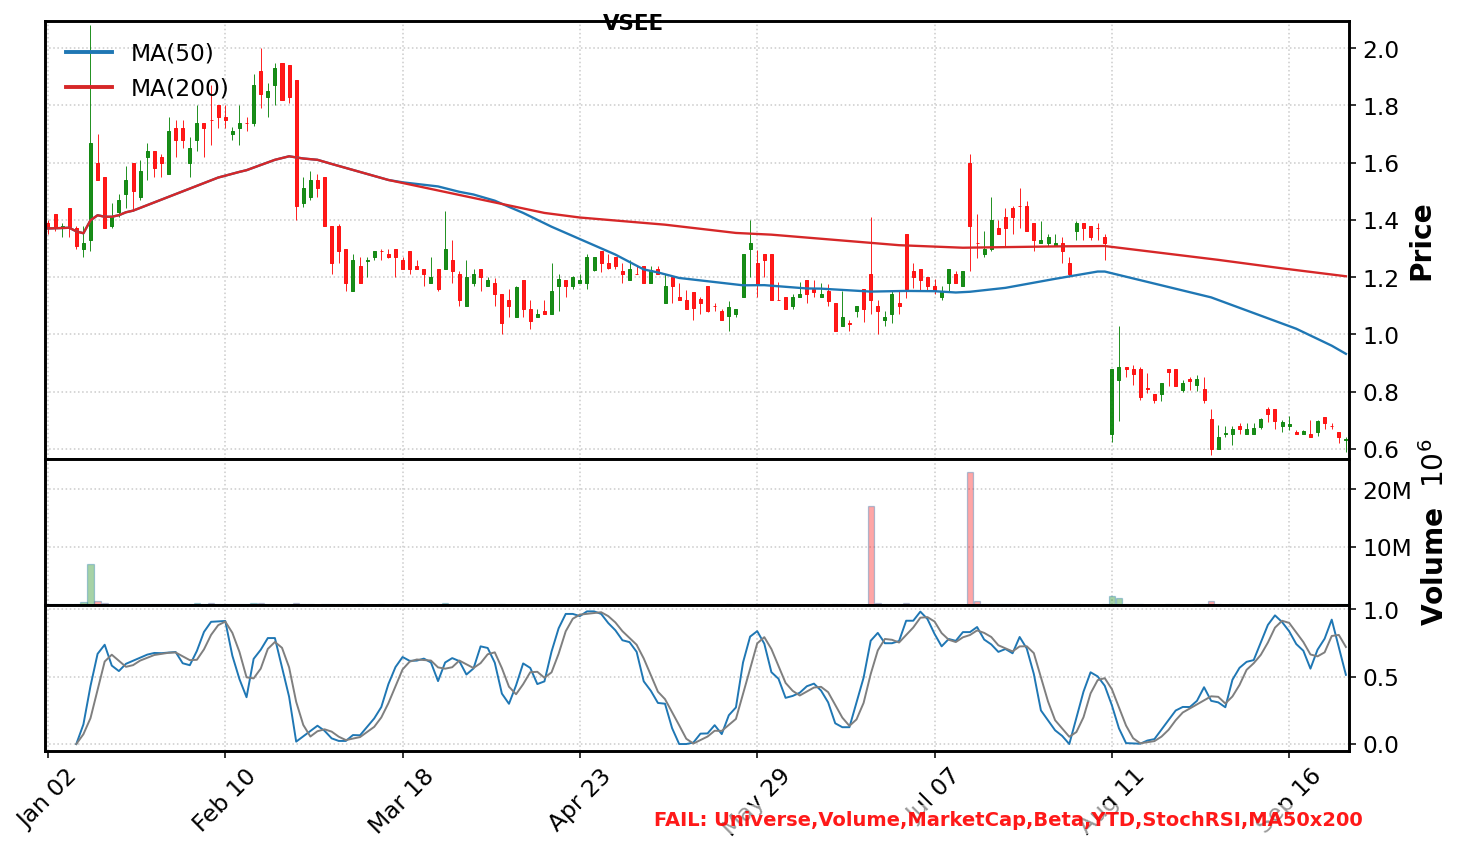 VSEE
MA(50)
MA(200)
2.0
1.8
1.6
1.4
1.2
1.0
0.8
0.6
Price
20M
10M
Volume 10⁶
1.0
0.5
0.0
Jan 02
Feb 10
Mar 18
Apr 23
May 29
Jul 07
Aug 11
Sep 16
FAIL: Universe,Volume,MarketCap,Beta,YTD,StochRSI,MA50x200